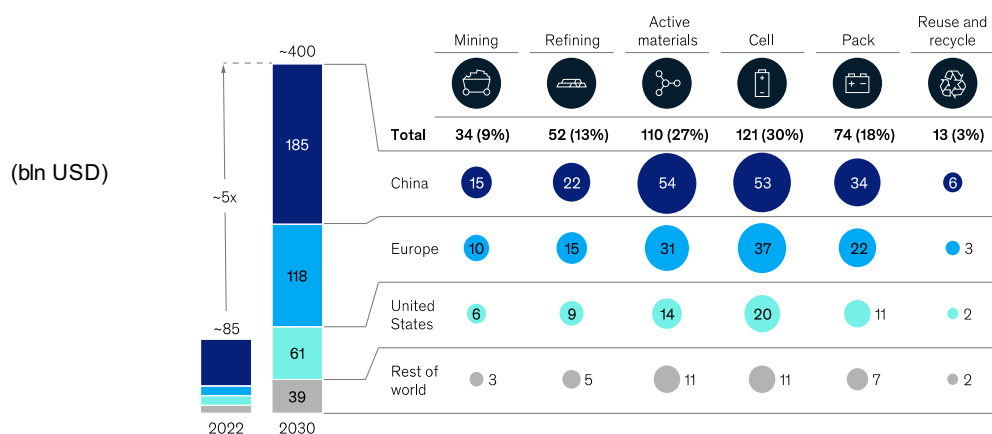 (bln USD)
~400
185
118
61
39
~5x
~85
2022
2030
Mining
Refining
Active
materials
Cell
Pack
Reuse and
recycle
Total 34 (9%) 52 (13%) 110 (27%) 121 (30%) 74 (18%) 13 (3%)
China 15 22 54 53 34 6
Europe 10 15 31 37 22 3
United
States 6 9 14 20 11 2
Rest of
world 3 5 11 11 7 2